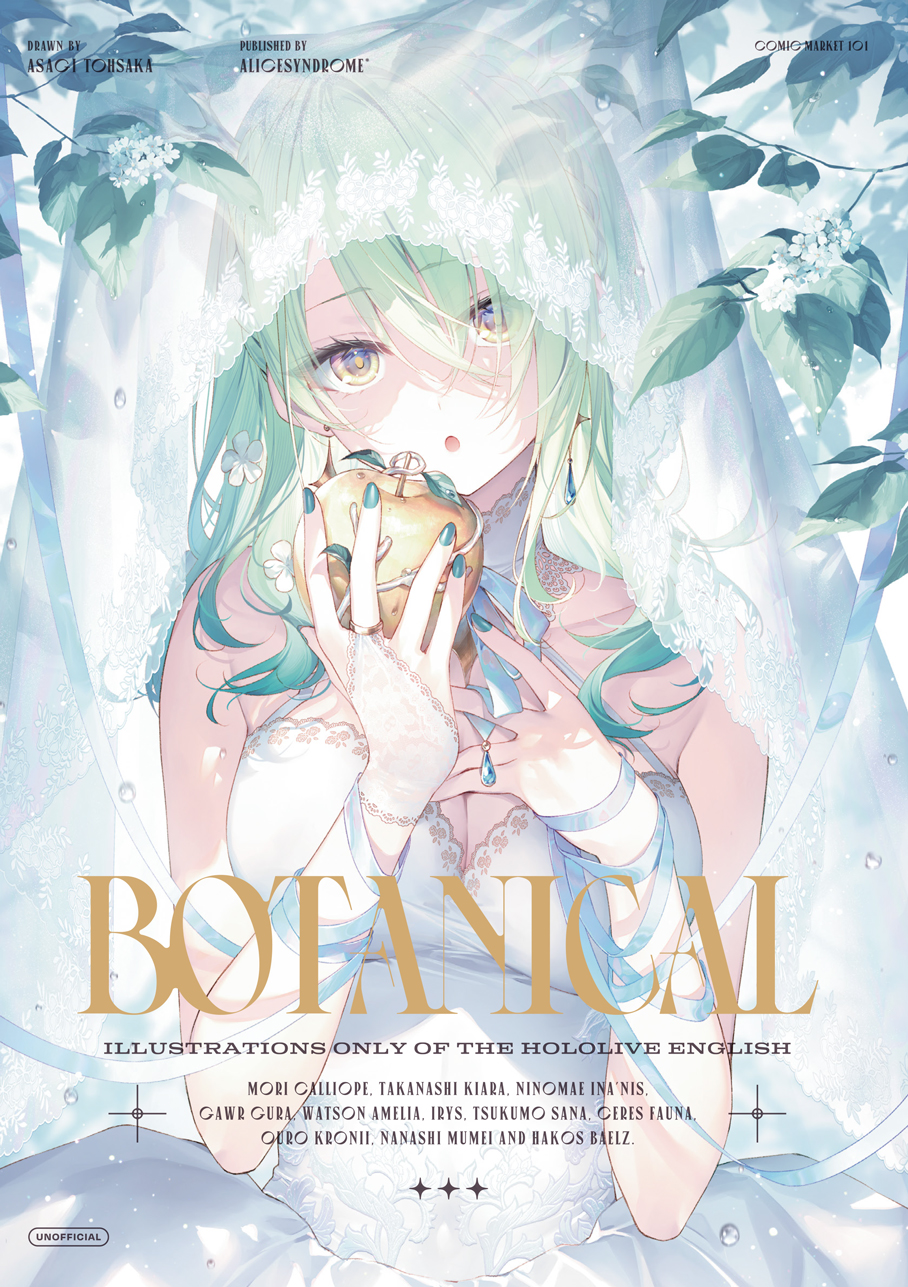 DRAWN BY
ASAGI TOHSAKA
PUBLISHED BY
ALICESYNDROME*
COMIC MARKET 101
BOTANICAL
ILLUSTRATIONS ONLY OF THE HOLOLIVE ENGLISH
MORI CALLIOPE, TAKANASHI KIARA, NINOMAE INA'NIS,
GAWR GURA, WATSON AMELIA, IRYS, TSUKUMO SANA, CERES FAUNA,
OURO KRONII, NANASHI MUMEI AND HAKOS BAELZ.
UNOFFICIAL